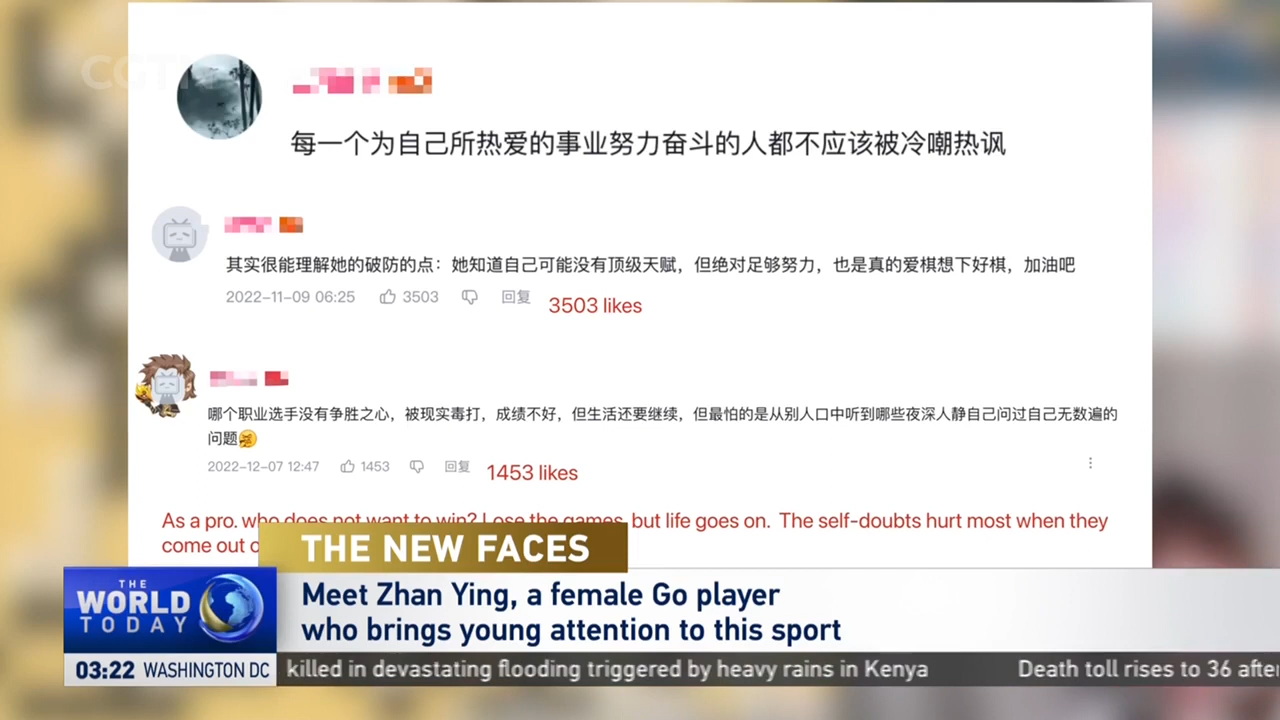 CGTN
每一个为自己所热爱的事业努力奋斗的人都不应该被冷嘲热讽
其实很能理解她的破防的点：她知道自己可能没有顶级天赋，但绝对足够努力，也是真的爱棋想下好棋，加油吧
2022-11-09 06:25 3503 回复 3503 likes
哪个职业选手没有争胜之心，被现实毒打，成绩不好，但生活还要继续，但最怕的是从别人口中听到哪些夜深人静自己问过自己无数遍的
问题
2022-12-07 12:47 1453 回复 1453 likes
As a pro. who does not want to win? Lose the games, but life goes on. The self-doubts hurt most when they
come out
THE NEW FACES
THE
WORLD
TODAY
Meet Zhan Ying, a female Go player
who brings young attention to this sport
03:22 WASHINGTON DC
killed in devastating flooding triggered by heavy rains in Kenya Death toll rises to 36 after